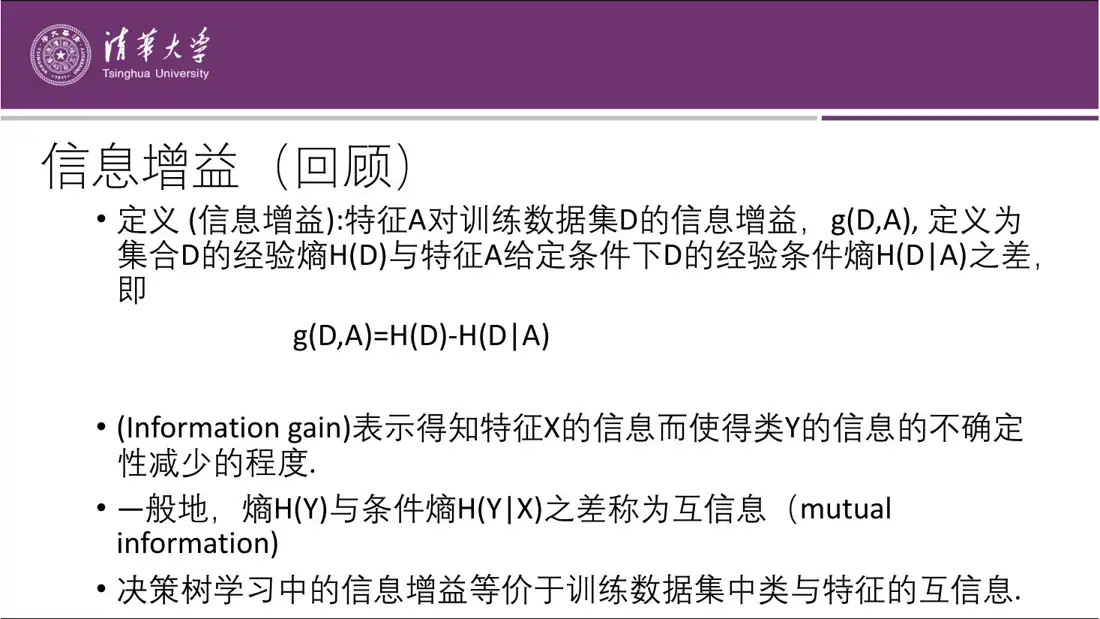 清华大学
Tsinghua University
信息增益（回顾）
• 定义 (信息增益):特征A对训练数据集D的信息增益，g(D,A), 定义为
集合D的经验熵H(D)与特征A给定条件下D的经验条件熵H(D|A)之差，
即
g(D,A)=H(D)-H(D|A)
• (Information gain)表示得知特征X的信息而使得类Y的信息的不确定
性减少的程度.
• 一般地，熵H(Y)与条件熵H(Y|X)之差称为互信息（mutual
information)
• 决策树学习中的信息增益等价于训练数据集中类与特征的互信息.